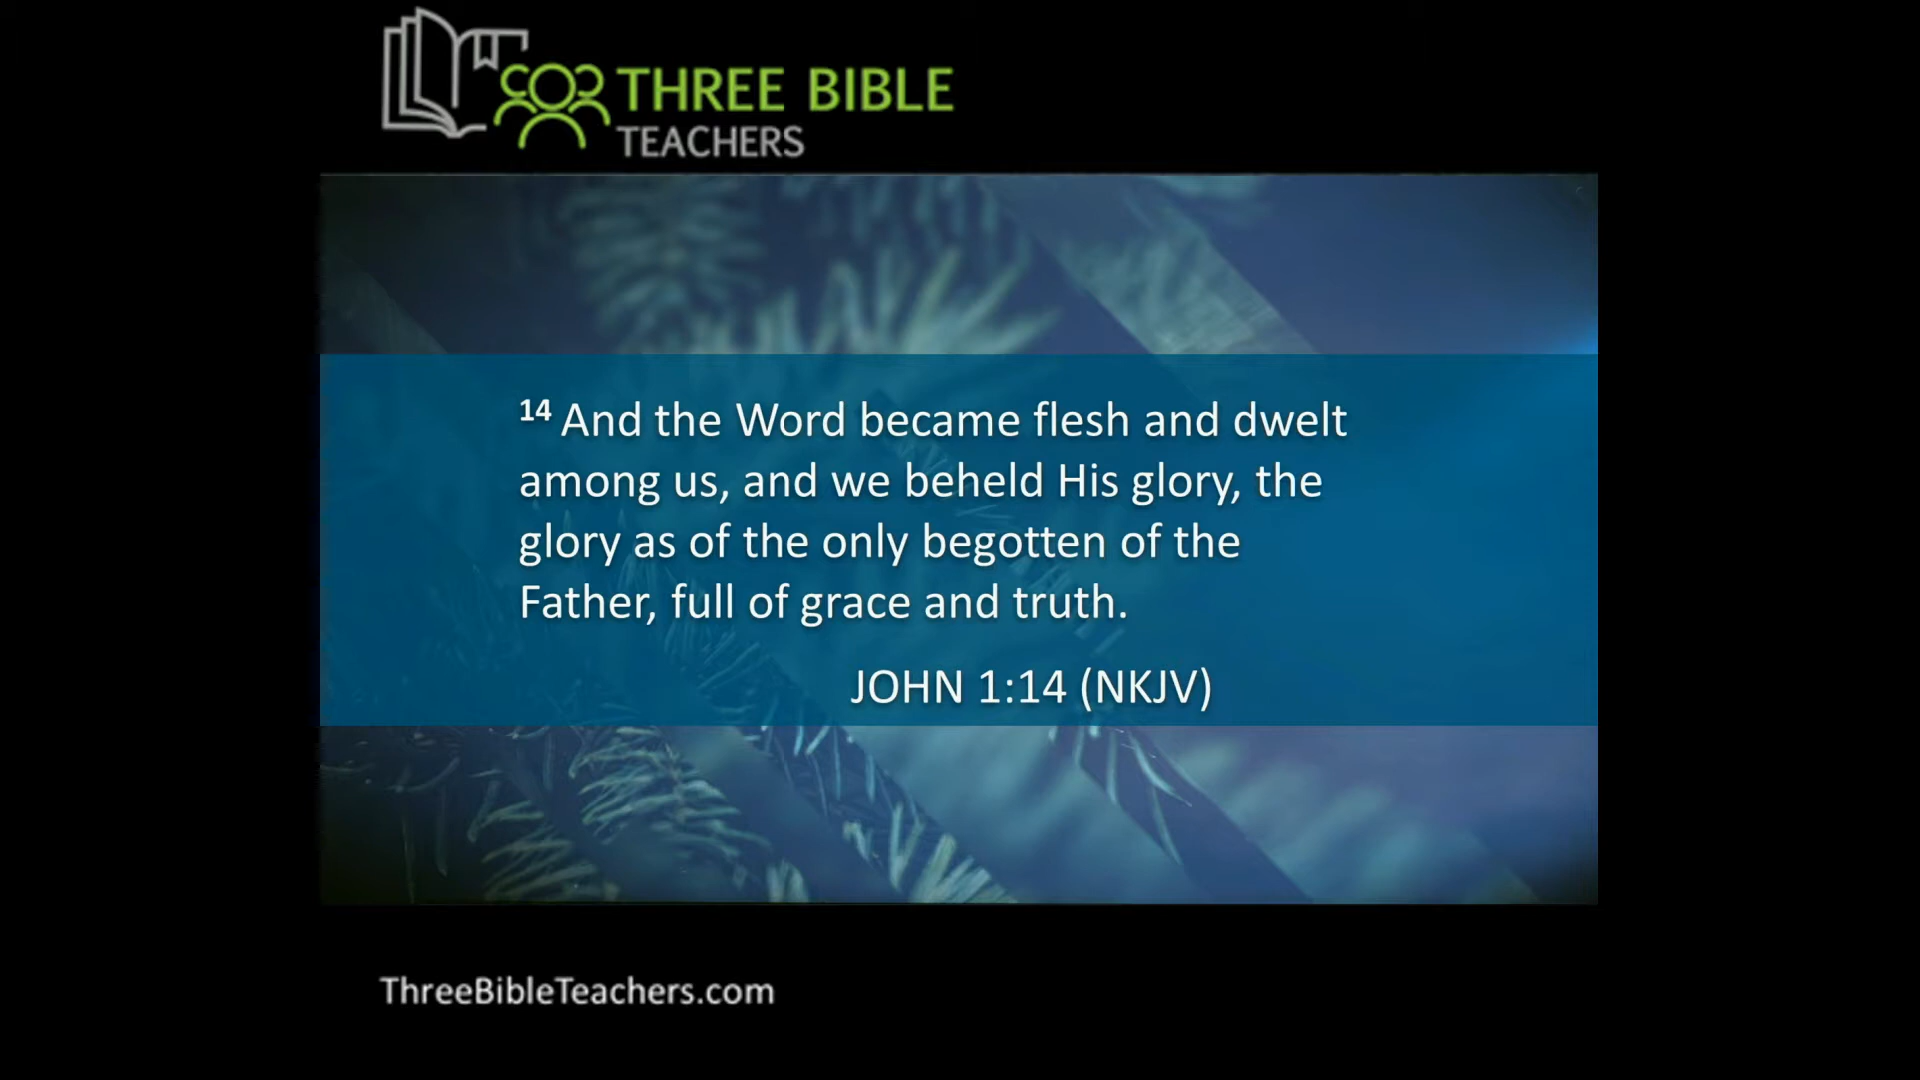 THREE BIBLE
TEACHERS
14 And the Word became flesh and dwelt
among us, and we beheld His glory, the
glory as of the only begotten of the
Father, full of grace and truth.
JOHN 1:14 (NKJV)
ThreeBibleTeachers.com